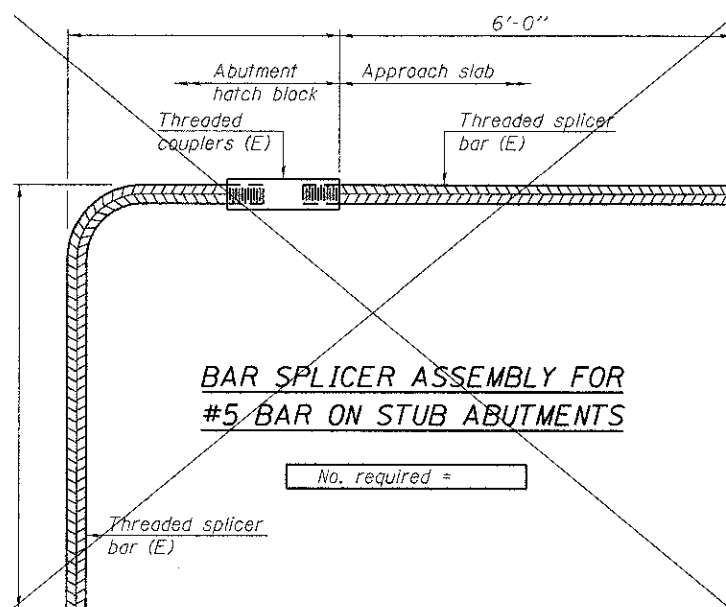 6'-0"
Abutment
hatch block
Approach slab
Threaded
couplers (E)
Threaded splicer
bar (E)
BAR SPLICER ASSEMBLY FOR
#5 BAR ON STUB ABUTMENTS
No. required =
Threaded splicer
bar (E)